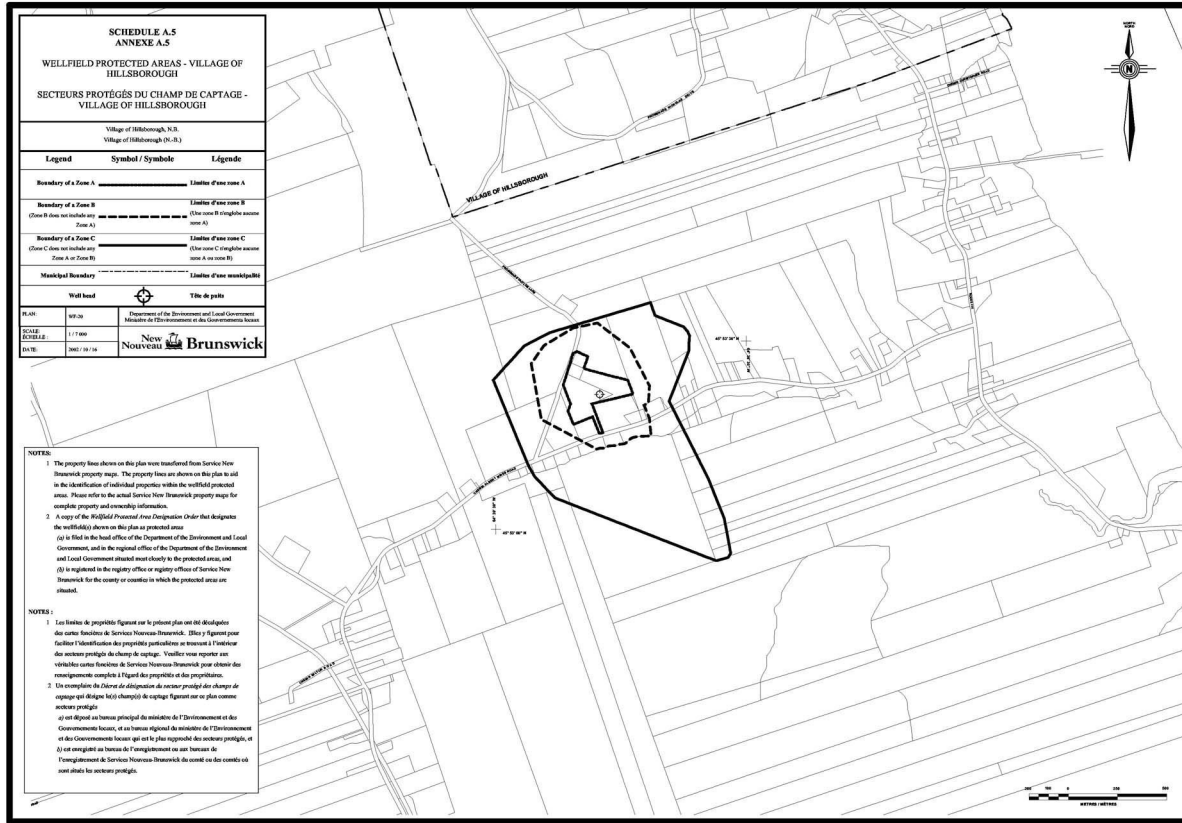 SCHEDULE A.5
ANNEXE A.5
WELLFIELD PROTECTED AREAS - VILLAGE OF
HILLSBOROUGH
SECTEURS PROTÉGÉS DU CHAMP DE CAPTAGE -
VILLAGE OF HILLSBOROUGH
Village of Hillsborough, N.B.
Village of Hillsborough (N.-B.)
Legend Symbol / Symbole Légende
Boundary of a Zone A Limites d'une zone A
Boundary of a Zone B Limites d'une zone B
(Zone B does not include any (Une zone B n'englobe aucune
Zone A) zone A)
Boundary of a Zone C Limites d'une zone C
(Zone C does not include any (Une zone C n'englobe aucune
Zone A or Zone B) zone A ou zone B)
Municipal Boundary Limites d'une municipalité
Well head Tête de puits
PLAN: WF-20
Department of the Environment and Local Government
Ministère de l'Environnement et des Gouvernements locaux
SCALE: 1 / 7 000
ÉCHELLE :
DATE: 2002 / 10 / 16
New Nouveau Brunswick
NOTES:
1 The property lines shown on this plan were transferred from Service New
Brunswick property maps. The property lines are shown on this plan to aid
in the identification of individual properties within the wellfield protected
areas. Please refer to the actual Service New Brunswick property maps for
complete property and ownership information.
2 A copy of the Wellfield Protected Area Designation Order that designates
the wellfield(s) shown on this plan as protected areas
(a) is filed in the head office of the Department of the Environment and Local
Government, and in the regional office of the Department of the Environment
and Local Government situated most closely to the protected areas, and
(b) is registered in the registry office or registry offices of Service New
Brunswick for the county or counties in which the protected areas are
situated.
NOTES :
1 Les limites de propriétés figurant sur le présent plan ont été décalquées
des cartes foncières de Services Nouveau-Brunswick. Elles y figurent pour
faciliter l'identification des propriétés particulières se trouvant à l'intérieur
des secteurs protégés du champ de captage. Veuillez vous reporter aux
véritables cartes foncières de Services Nouveau-Brunswick pour obtenir des
renseignements complets à l'égard des propriétés et des propriétaires.
2 Un exemplaire du Décret de désignation du secteur protégé des champs de
captage qui désigne le(s) champ(s) de captage figurant sur ce plan comme
secteurs protégés
a) est déposé au bureau principal du ministère de l'Environnement et des
Gouvernements locaux, et au bureau régional du ministère de l'Environnement
et des Gouvernements locaux qui est le plus rapproché des secteurs protégés, et
b) est enregistré au bureau de l'enregistrement ou aux bureaux de
l'enregistrement de Services Nouveau-Brunswick du comté ou des comtés où
sont situés les secteurs protégés.
VILLAGE OF HILLSBOROUGH
NORTH
NORD
N
METRES / MÈTRES